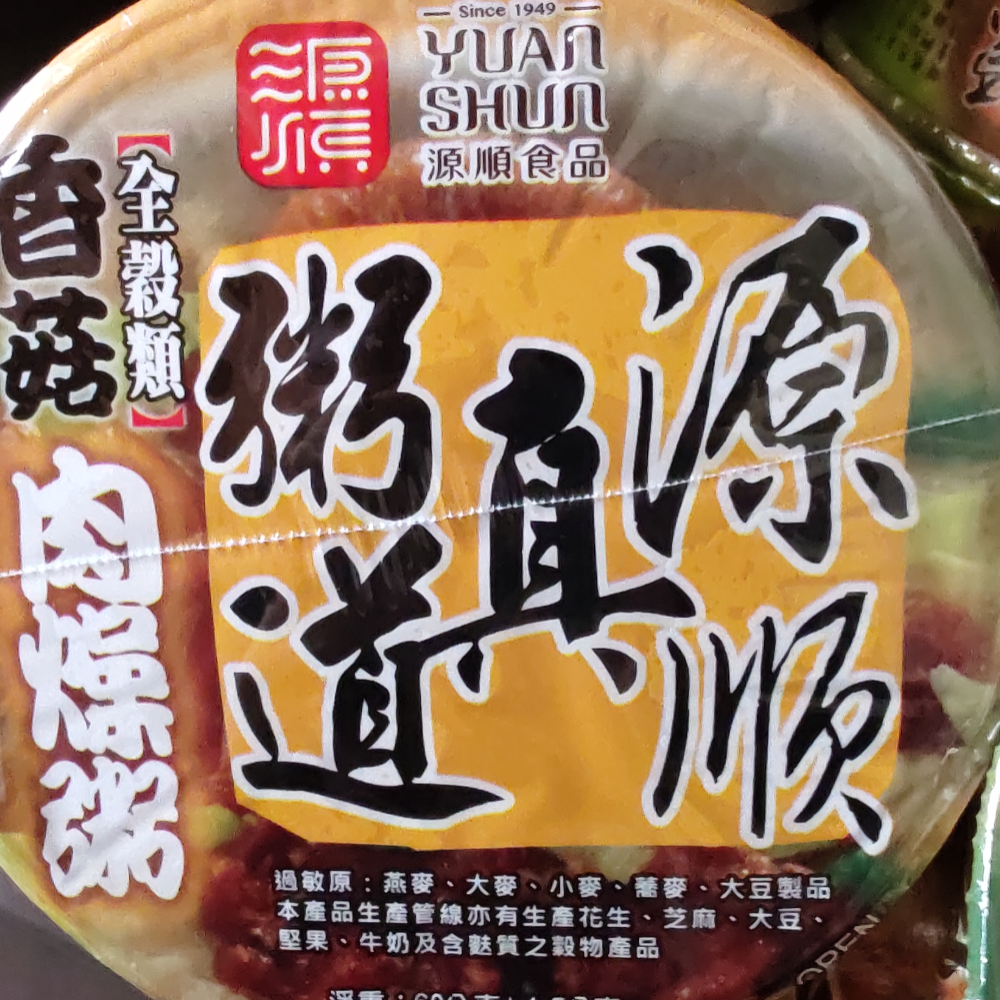 Since 1949
YUAN
SHUN
源順食品
源順
真
粥道
【全穀類】
香菇
肉燥粥
過敏原：燕麥、大麥、小麥、蕎麥、大豆製品
本產品生產管線亦有生產花生、芝麻、大豆、
堅果、牛奶及含麩質之穀物產品
OPEN